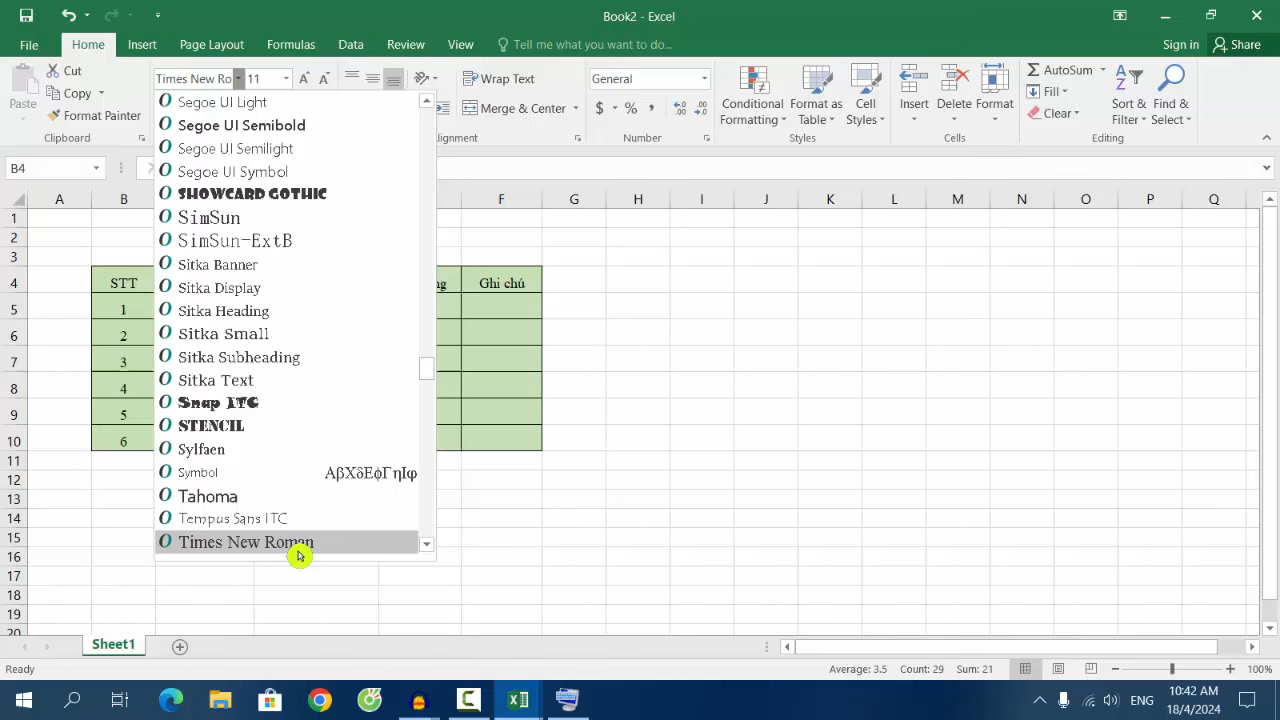 Book2 - Excel
File Home Insert Page Layout Formulas Data Review View Tell me what you want to do... Sign in Share
Paste
Cut
Copy
Format Painter
Clipboard
Times New Ro 11
Wrap Text
Merge & Center
General
$ % ,
Number
Conditional Formatting
Format as Table
Cell Styles
Styles
Insert Delete Format
Cells
AutoSum
Fill
Clear
Sort & Filter
Find & Select
Editing
B4
A B F G H I J K L M N O P Q
1
2
3
4 STT Ghi chú
5 1
6 2
7 3
8 4
9 5
10 6
11
12
13
14
15
16
17
18
19
20
Segoe UI Light
Segoe UI Semibold
Segoe UI Semilight
Segoe UI Symbol
SHOWCARD GOTHIC
SimSun
SimSun-ExtB
Sitka Banner
Sitka Display
Sitka Heading
Sitka Small
Sitka Subheading
Sitka Text
Snap ITC
STENCIL
Sylfaen
Symbol ΑβΧδΕφΓηΙφ
Tahoma
Tempus Sans ITC
Times New Roman
Sheet1
Ready Average: 3.5 Count: 29 Sum: 21 100%
ENG
10:42 AM
18/4/2024